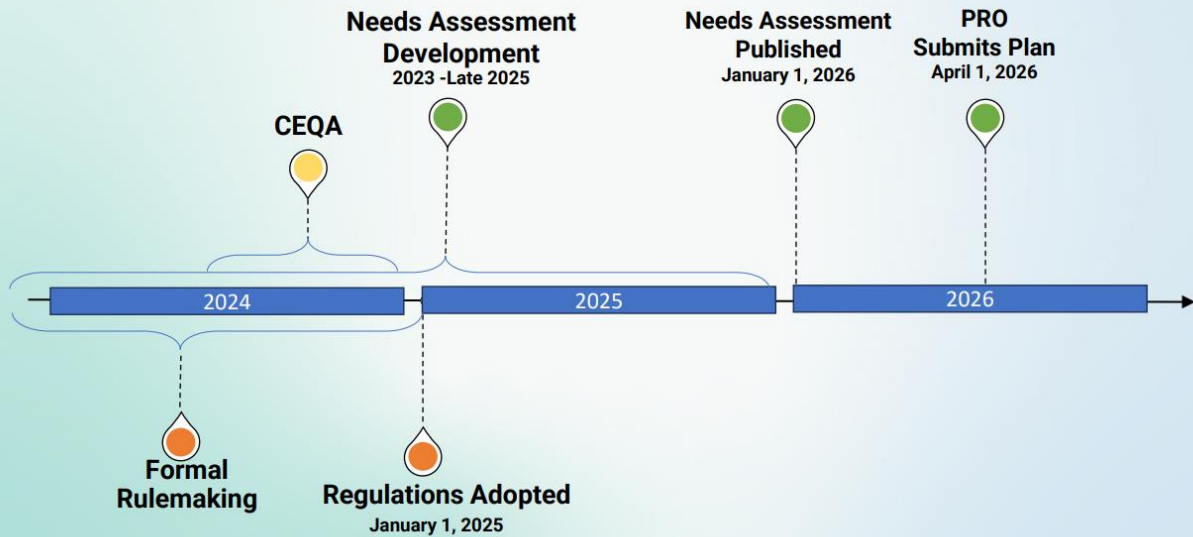 Needs Assessment
Development
2023 -Late 2025
Needs Assessment
Published
January 1, 2026
PRO
Submits Plan
April 1, 2026
CEQA
2024
2025
2026
Formal
Rulemaking
Regulations Adopted
January 1, 2025